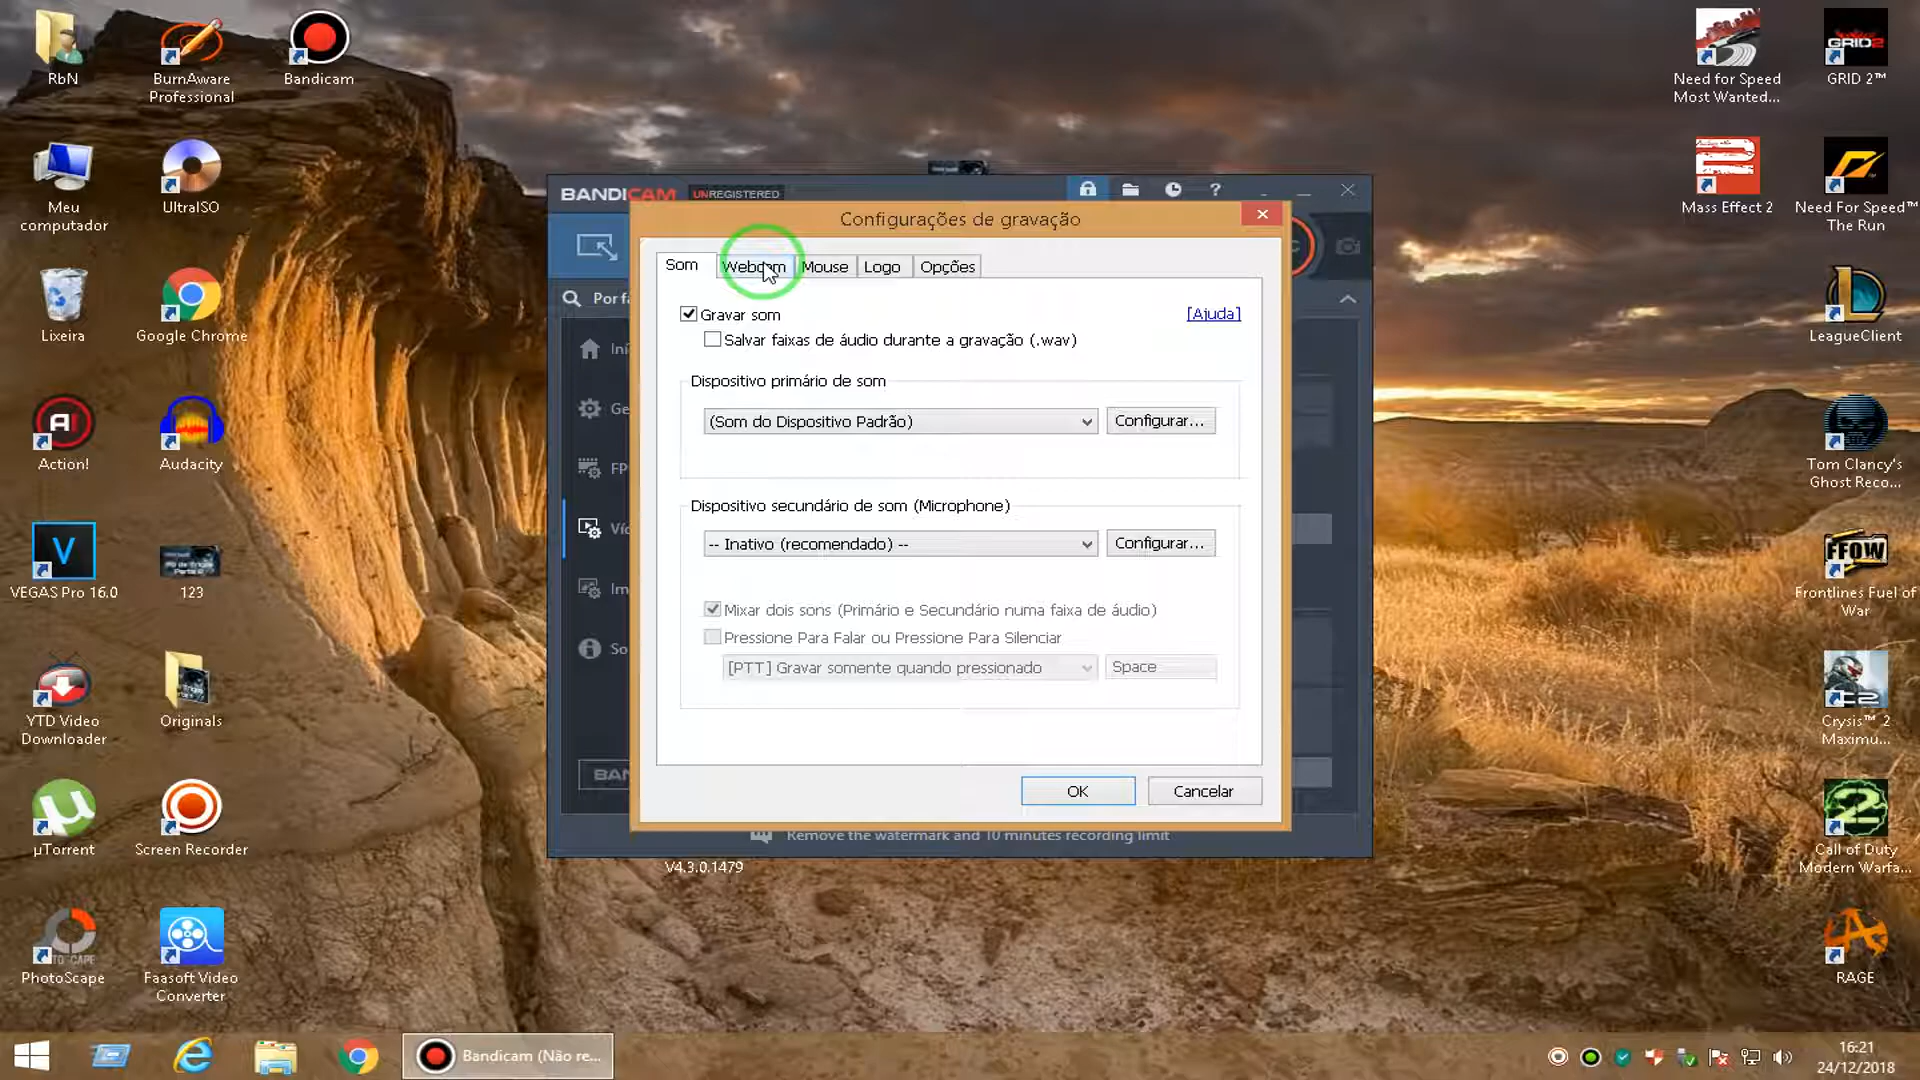 RbN
BurnAware
Professional
Bandicam
Meu
computador
UltraISO
Lixeira
Google Chrome
Action!
Audacity
VEGAS Pro 16.0
123
YTD Video
Downloader
Originals
µTorrent
Screen Recorder
PhotoScape
Faasoft Video
Converter
BANDICAM UNREGISTERED
?
Configurações de gravação
Som
Webcam
Mouse
Logo
Opções
Gravar som
[Ajuda]
Salvar faixas de áudio durante a gravação (.wav)
Dispositivo primário de som
(Som do Dispositivo Padrão)
Configurar...
Dispositivo secundário de som (Microphone)
-- Inativo (recomendado) --
Configurar...
Mixar dois sons (Primário e Secundário numa faixa de áudio)
Pressione Para Falar ou Pressione Para Silenciar
[PTT] Gravar somente quando pressionado
Space
OK
Cancelar
Por fa
Iní
Ge
FP
Víd
Im
So
BAN
Remove the watermark and 10 minutes recording limit
V4.3.0.1479
Need for Speed
Most Wanted...
GRID 2™
Mass Effect 2
Need For Speed™
The Run
LeagueClient
Tom Clancy's
Ghost Reco...
FFOW
Frontlines Fuel of
War
Crysis™ 2
Maximu...
Call of Duty
Modern Warfa...
RAGE
Bandicam (Não re...
16:21
24/12/2018